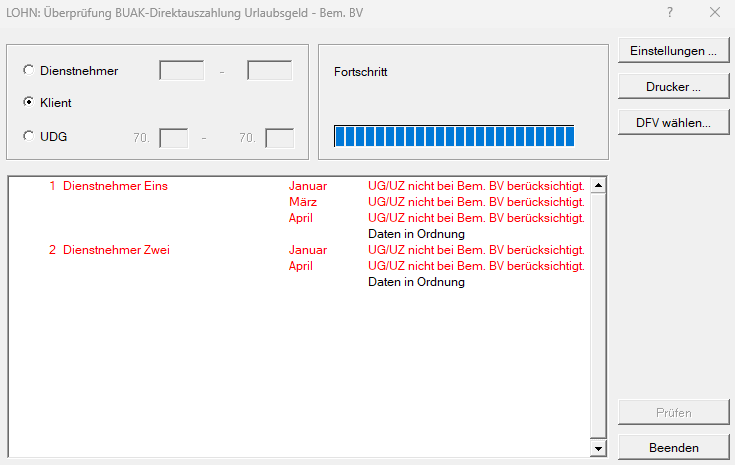 LOHN: Überprüfung BUAK-Direktauszahlung Urlaubsgeld - Bem. BV ? ×
Dienstnehmer -
Klient
UDG 70. - 70.
Fortschritt
Einstellungen ...
Drucker ...
DFV wählen...
1 Dienstnehmer Eins Januar UG/UZ nicht bei Bem. BV berücksichtigt.
März UG/UZ nicht bei Bem. BV berücksichtigt.
April UG/UZ nicht bei Bem. BV berücksichtigt.
Daten in Ordnung
2 Dienstnehmer Zwei Januar UG/UZ nicht bei Bem. BV berücksichtigt.
April UG/UZ nicht bei Bem. BV berücksichtigt.
Daten in Ordnung
Prüfen
Beenden